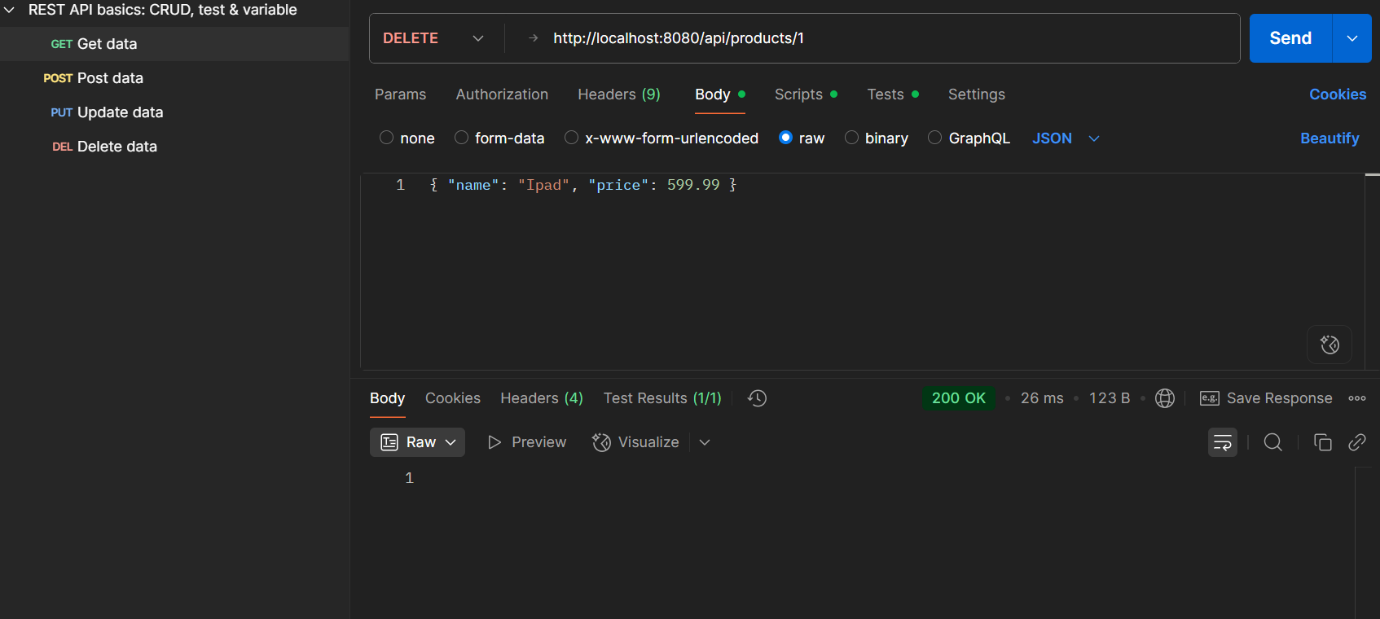 REST API basics: CRUD, test & variable
GET Get data
POST Post data
PUT Update data
DEL Delete data
DELETE http://localhost:8080/api/products/1 Send
Params Authorization Headers (9) Body Scripts Tests Settings Cookies
none form-data x-www-form-urlencoded raw binary GraphQL JSON Beautify
1 { "name": "Ipad", "price": 599.99 }
Body Cookies Headers (4) Test Results (1/1) 200 OK • 26 ms • 123 B • e.g. Save Response
Raw Preview Visualize
1